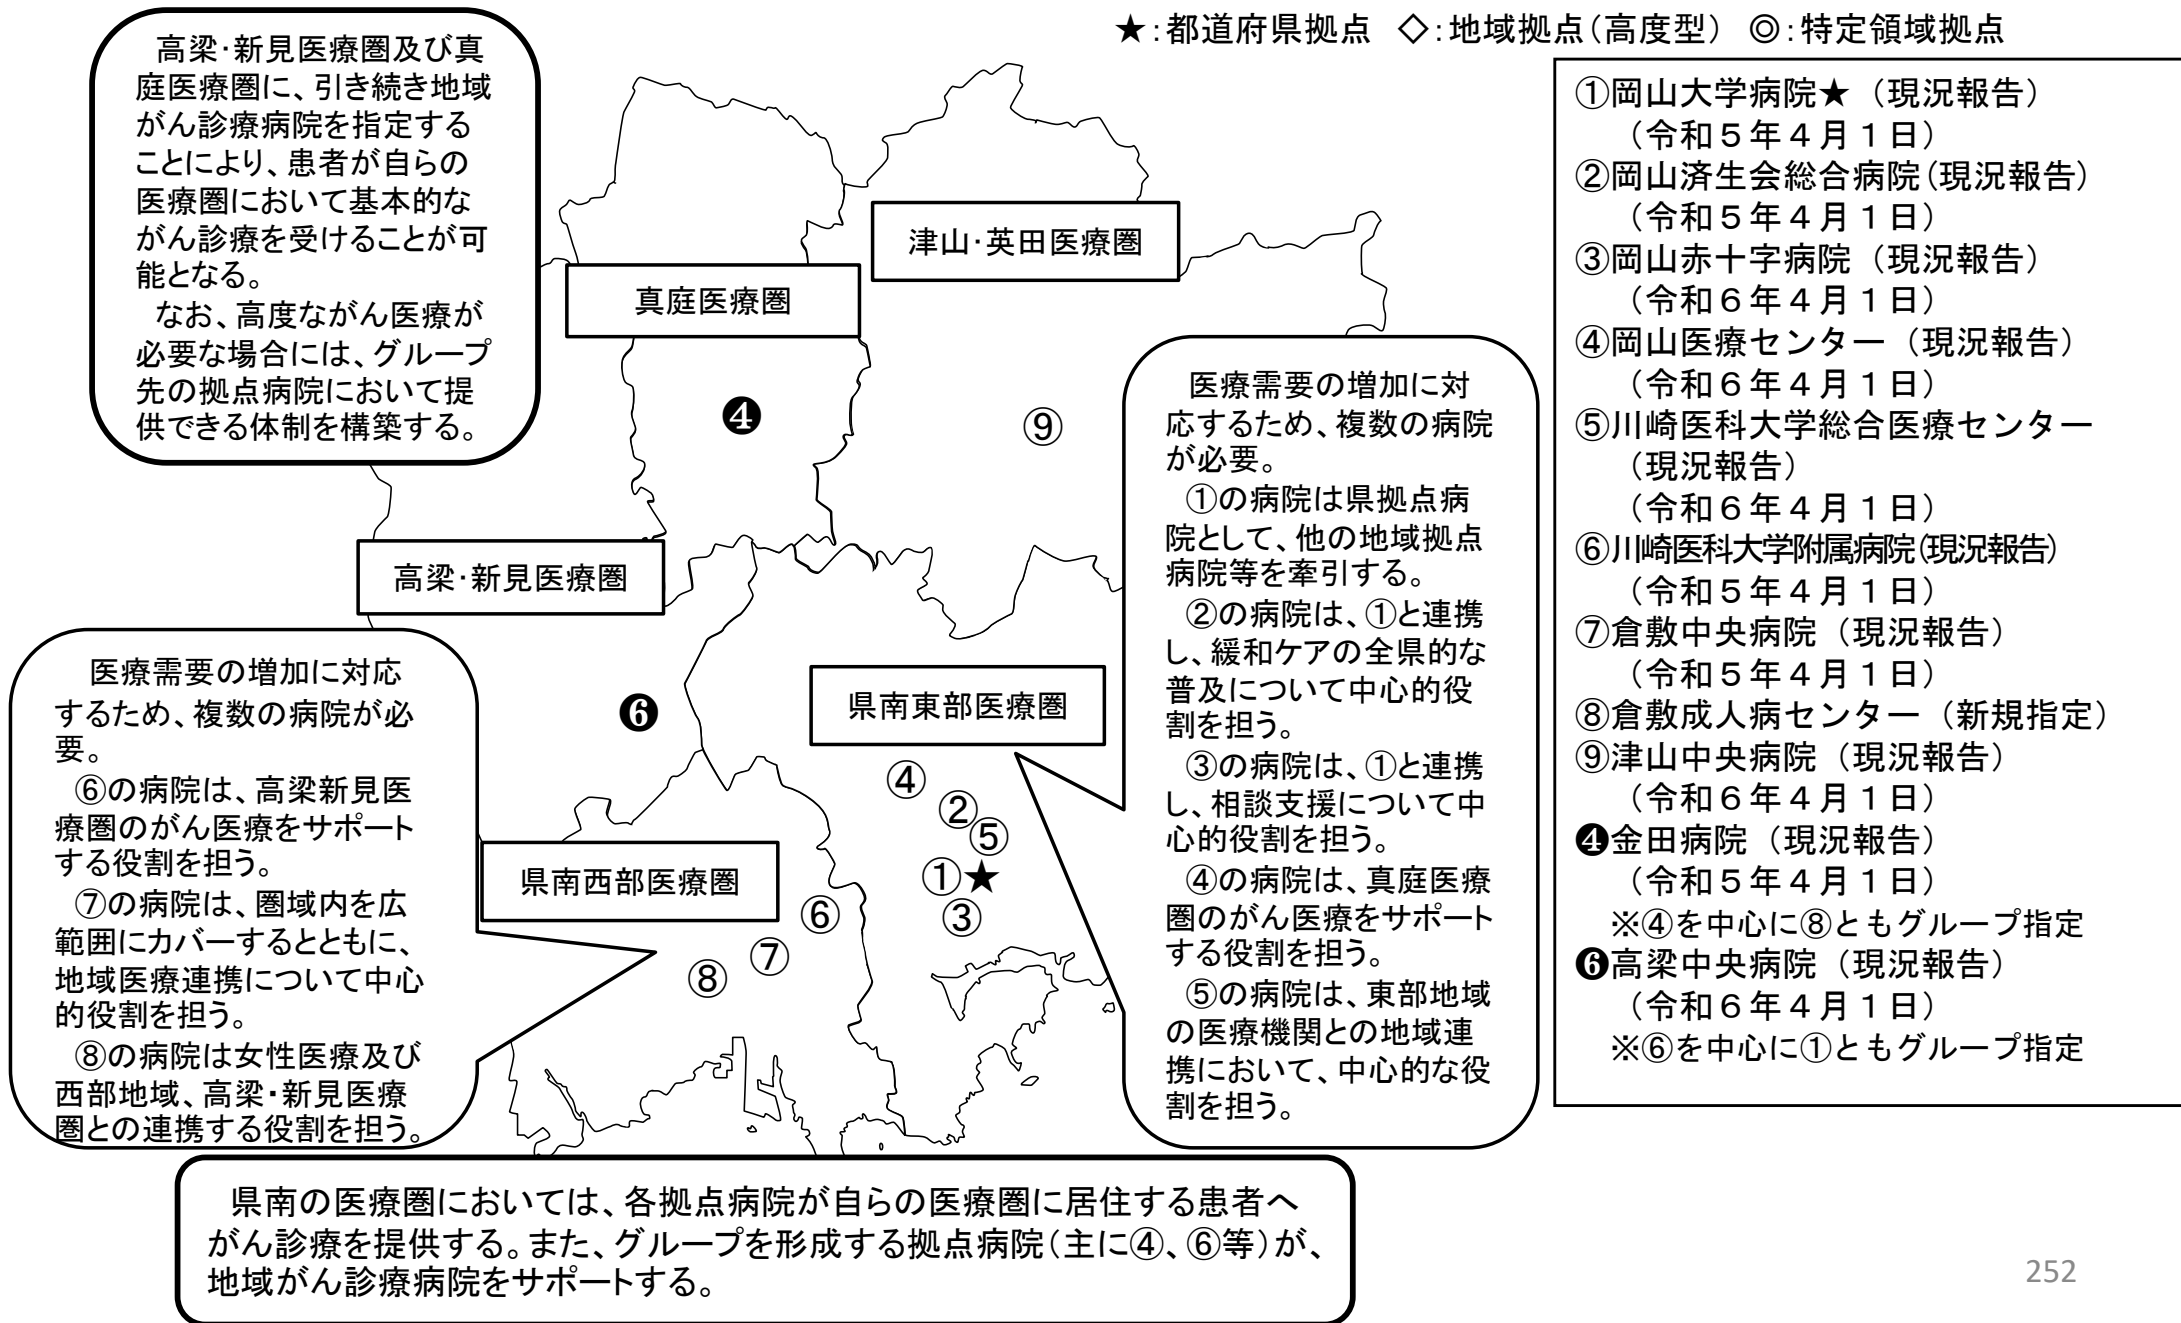 ★：都道府県拠点　◇：地域拠点（高度型）　◎：特定領域拠点
高梁・新見医療圏及び真
庭医療圏に、引き続き地域
がん診療病院を指定する
ことにより、患者が自らの
医療圏において基本的な
がん診療を受けることが可
能となる。
なお、高度ながん医療が
必要な場合には、グループ
先の拠点病院において提
供できる体制を構築する。
津山・英田医療圏
真庭医療圏
❹
⑨
高梁・新見医療圏
❻
県南東部医療圏
④
②
⑤
①★
③
県南西部医療圏
⑥
⑦
⑧
医療需要の増加に対応
するため、複数の病院が必
要。
⑥の病院は、高梁新見医
療圏のがん医療をサポート
する役割を担う。
⑦の病院は、圏域内を広
範囲にカバーするとともに、
地域医療連携について中心
的役割を担う。
⑧の病院は女性医療及び
西部地域、高梁・新見医療
圏との連携する役割を担う。
医療需要の増加に対
応するため、複数の病院
が必要。
①の病院は県拠点病
院として、他の地域拠点
病院等を牽引する。
②の病院は、①と連携
し、緩和ケアの全県的な
普及について中心的役
割を担う。
③の病院は、①と連携
し、相談支援について中
心的役割を担う。
④の病院は、真庭医療
圏のがん医療をサポート
する役割を担う。
⑤の病院は、東部地域
の医療機関との地域連
携において、中心的な役
割を担う。
①岡山大学病院★（現況報告）
（令和５年４月１日）
②岡山済生会総合病院（現況報告）
（令和５年４月１日）
③岡山赤十字病院（現況報告）
（令和６年４月１日）
④岡山医療センター（現況報告）
（令和６年４月１日）
⑤川崎医科大学総合医療センター
（現況報告）
（令和６年４月１日）
⑥川崎医科大学附属病院（現況報告）
（令和５年４月１日）
⑦倉敷中央病院（現況報告）
（令和５年４月１日）
⑧倉敷成人病センター（新規指定）
⑨津山中央病院（現況報告）
（令和６年４月１日）
❹金田病院（現況報告）
（令和５年４月１日）
※④を中心に⑧ともグループ指定
❻高梁中央病院（現況報告）
（令和６年４月１日）
※⑥を中心に①ともグループ指定
県南の医療圏においては、各拠点病院が自らの医療圏に居住する患者へ
がん診療を提供する。また、グループを形成する拠点病院（主に④、⑥等）が、
地域がん診療病院をサポートする。
252